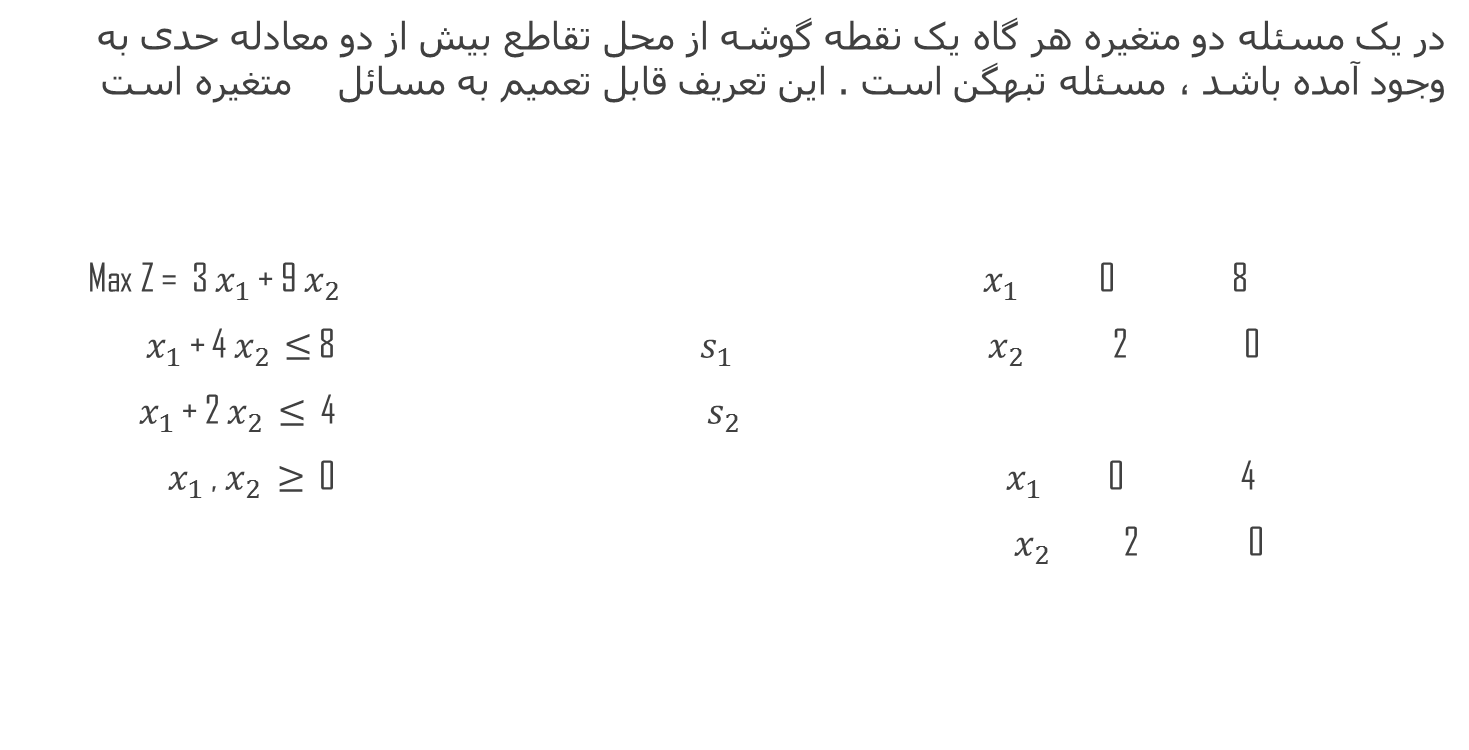 در یک مسئله دو متغیره هر گاه یک نقطه گوشه از محل تقاطع بیش از دو معادله حدی به
وجود آمده باشد ، مسئله تبهگن است . این تعریف قابل تعمیم به مسائل متغیره است
Max Z = 3 x₁ + 9 x₂ x₁ 0 8
x₁ + 4 x₂ ≤ 8 s₁ x₂ 2 0
x₁ + 2 x₂ ≤ 4 s₂
x₁ , x₂ ≥ 0 x₁ 0 4
x₂ 2 0